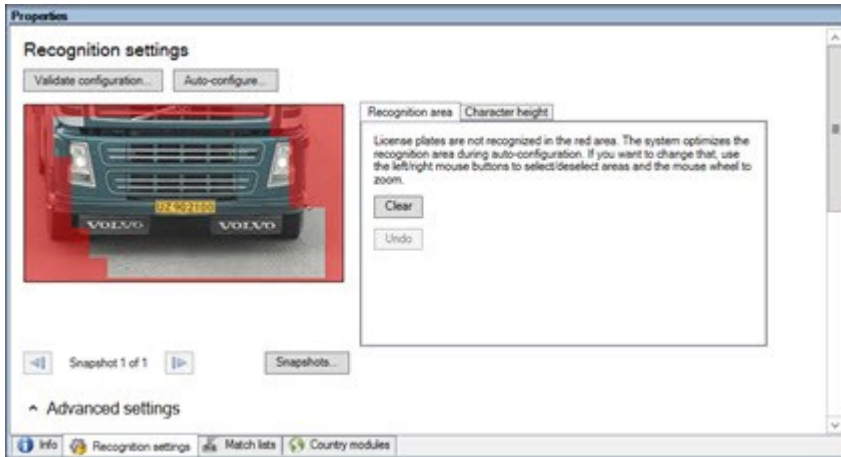 Properties
Recognition settings
Validate configuration...
Auto-configure...
Recognition area
Character height
License plates are not recognized in the red area. The system optimizes the
recognition area during auto-configuration. If you want to change that, use
the left/right mouse buttons to select/deselect areas and the mouse wheel to
zoom.
Clear
Undo
UZ 902100
VOLVO
VOLVO
Snapshot 1 of 1
Snapshots...
Advanced settings
Info
Recognition settings
Match lists
Country modules